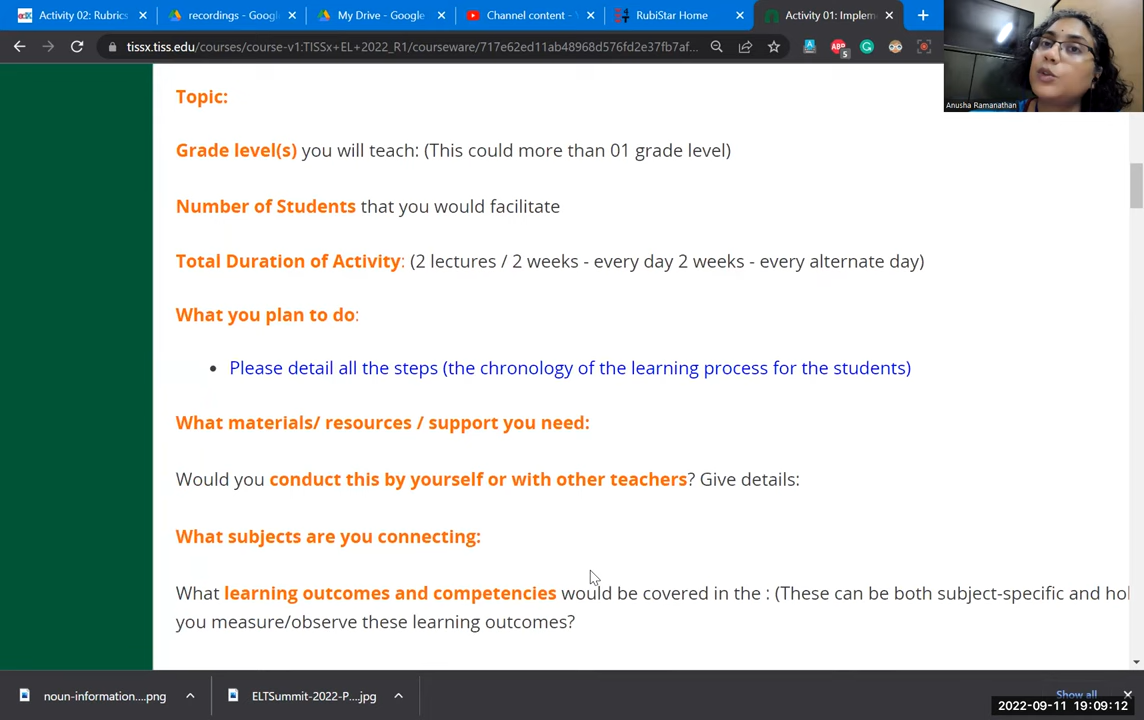 Activity 02: Rubrics
recordings - Googl
My Drive - Google
Channel content - Y
RubiStar Home
Activity 01: Implem
tissx.tiss.edu/courses/course-v1:TISSx+EL+2022_R1/courseware/717e62ed11ab48968d576fd2e37fb7af...
ABP
5
Anusha Ramanathan
Topic:
Grade level(s) you will teach: (This could more than 01 grade level)
Number of Students that you would facilitate
Total Duration of Activity: (2 lectures / 2 weeks - every day 2 weeks - every alternate day)
What you plan to do:
• Please detail all the steps (the chronology of the learning process for the students)
What materials/ resources / support you need:
Would you conduct this by yourself or with other teachers? Give details:
What subjects are you connecting:
What learning outcomes and competencies would be covered in the : (These can be both subject-specific and hol
you measure/observe these learning outcomes?
noun-information....png
ELTSummit-2022-P....jpg
Show all
2022-09-11 19:09:12